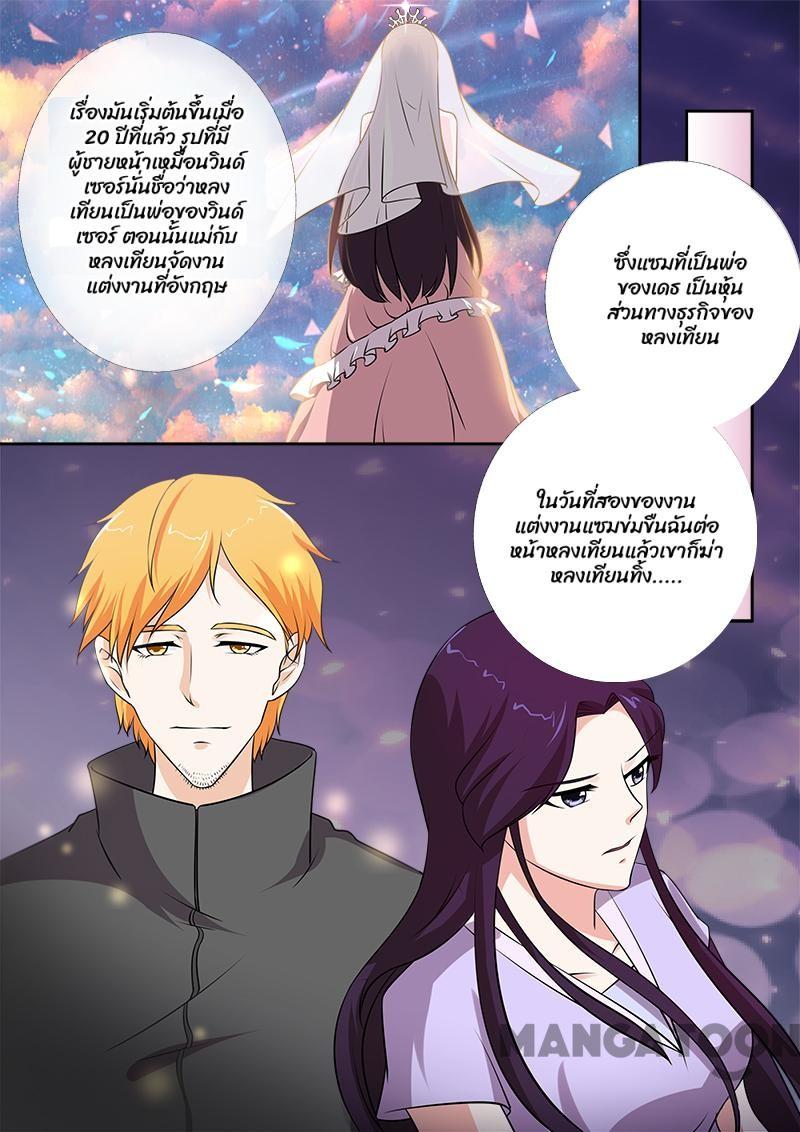 เรื่องมันเริ่มต้นขึ้นเมื่อ
20 ปีที่แล้ว รูปที่มี
ผู้ชายหน้าเหมือนวินด์
เซอร์นั่นชื่อว่าหลง
เทียนเป็นพ่อของวินด์
เซอร์ ตอนนั้นแม่กับ
หลงเทียนจัดงาน
แต่งงานที่อังกฤษ
ซึ่งแซมที่เป็นพ่อ
ของเดธ เป็นหุ้น
ส่วนทางธุรกิจของ
หลงเทียน
ในวันที่สองของงาน
แต่งงานแซมข่มขืนฉันต่อ
หน้าหลงเทียนแล้วเขาก็ฆ่า
หลงเทียนทิ้ง.....
MANGATOON